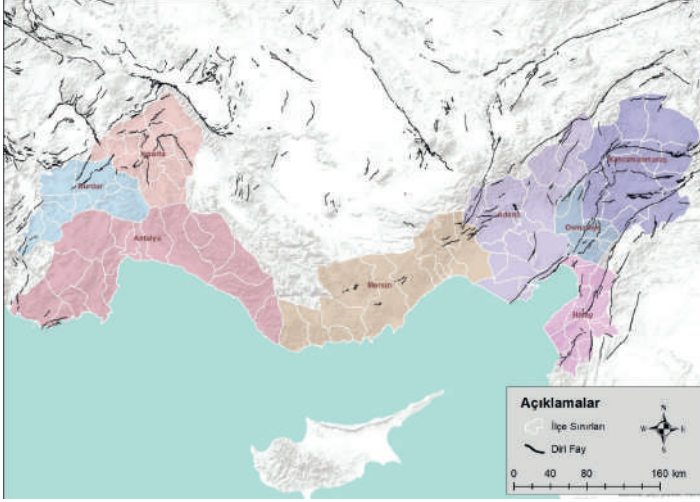 Kahramanmaraş
Isparta
Burdur
Adana
Osmaniye
Antalya
Mersin
Hatay
Açıklamalar
İlçe Sınırları
Diri Fay
N
W
E
S
0 40 80 160 km